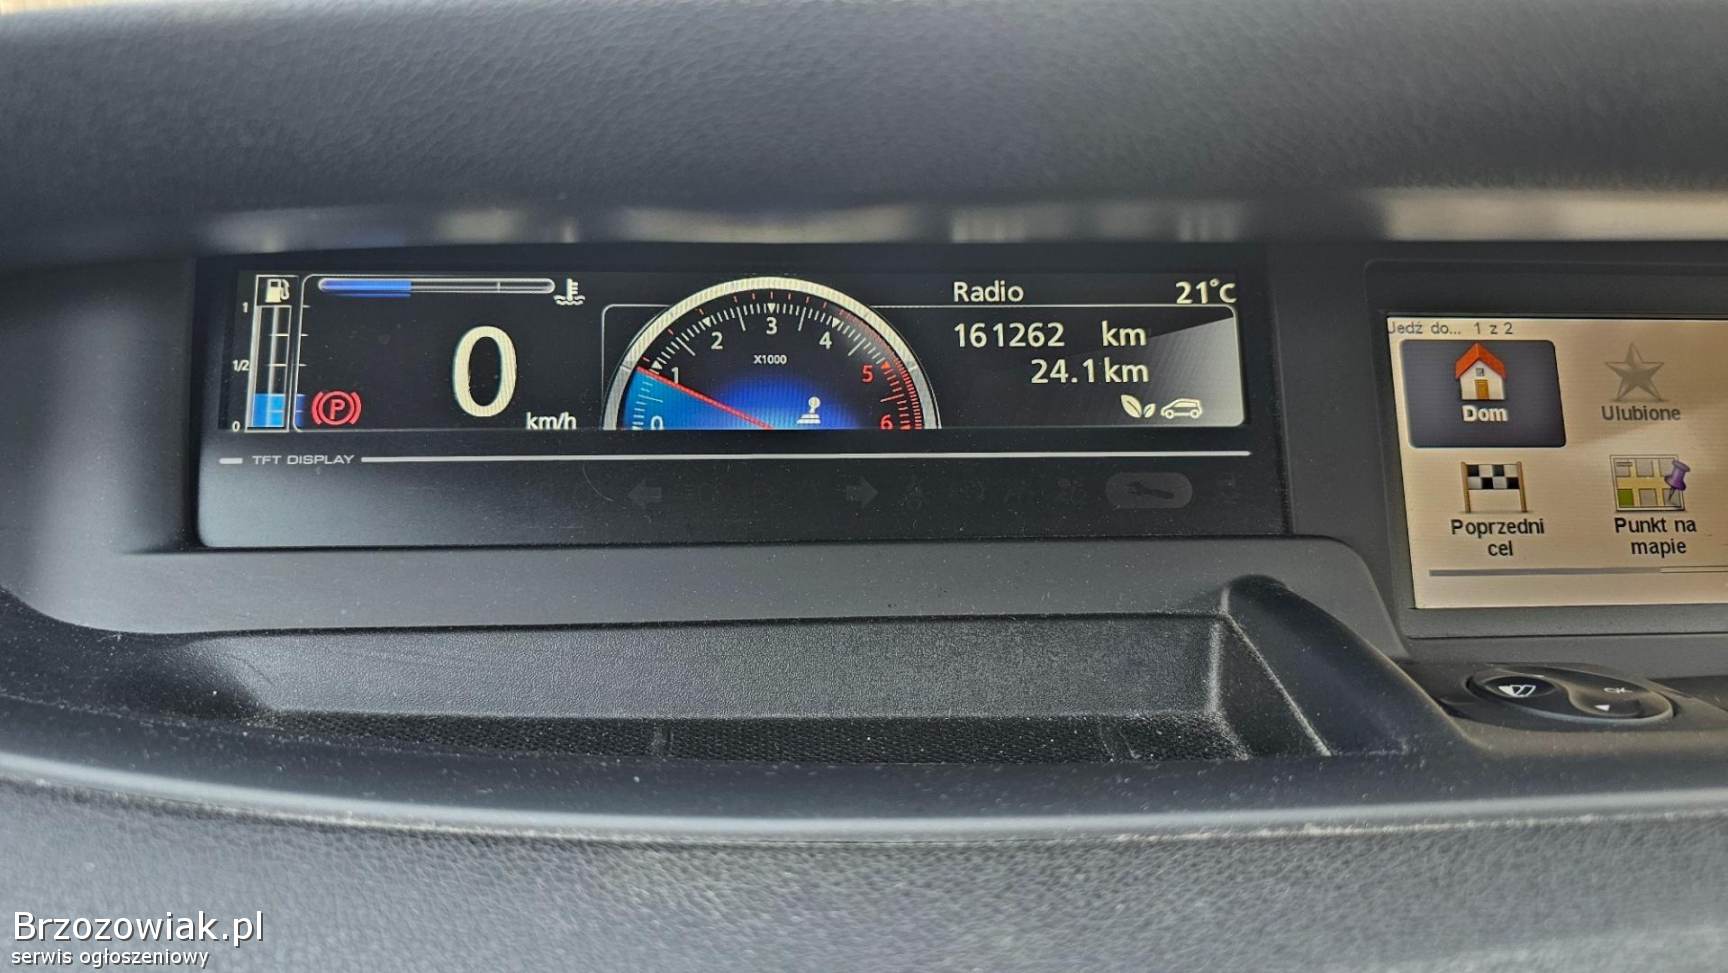 Radio 21°C
1
1/2
0
P
0
km/h
0 1 2 3 4 5 6
X1000
161262 km
24.1 km
TFT DISPLAY
Jedź do... 1 z 2
Dom
Ulubione
Poprzedni
cel
Punkt na
mapie
OK
Brzozowiak.pl
serwis ogłoszeniowy